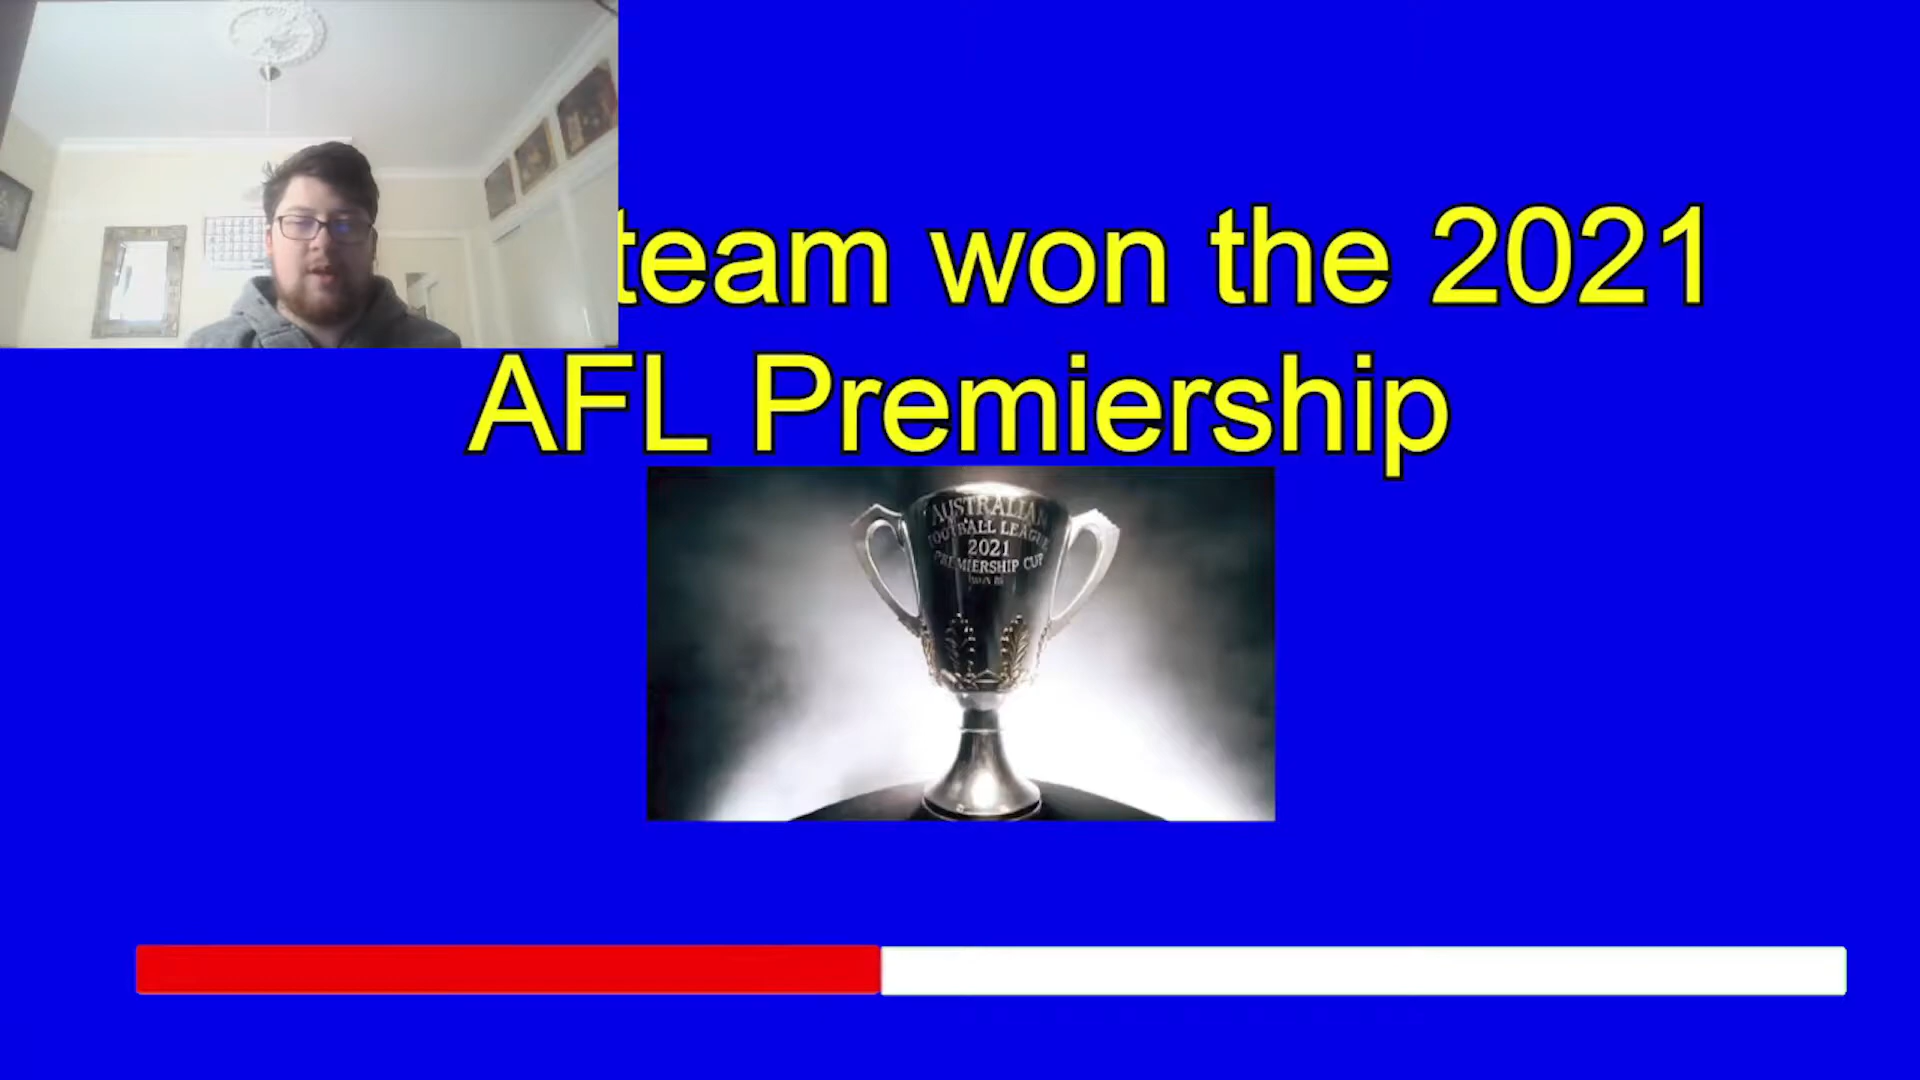 team won the 2021
AFL Premiership
AUSTRALIAN
FOOTBALL LEAGUE
2021
PREMIERSHIP CUP